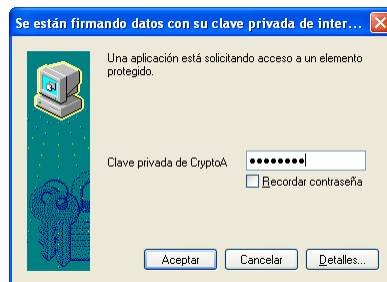 Se están firmando datos con su clave privada de inter...
Una aplicación está solicitando acceso a un elemento
protegido.
Clave privada de CryptoA
••••••••
Recordar contraseña
Aceptar
Cancelar
Detalles...